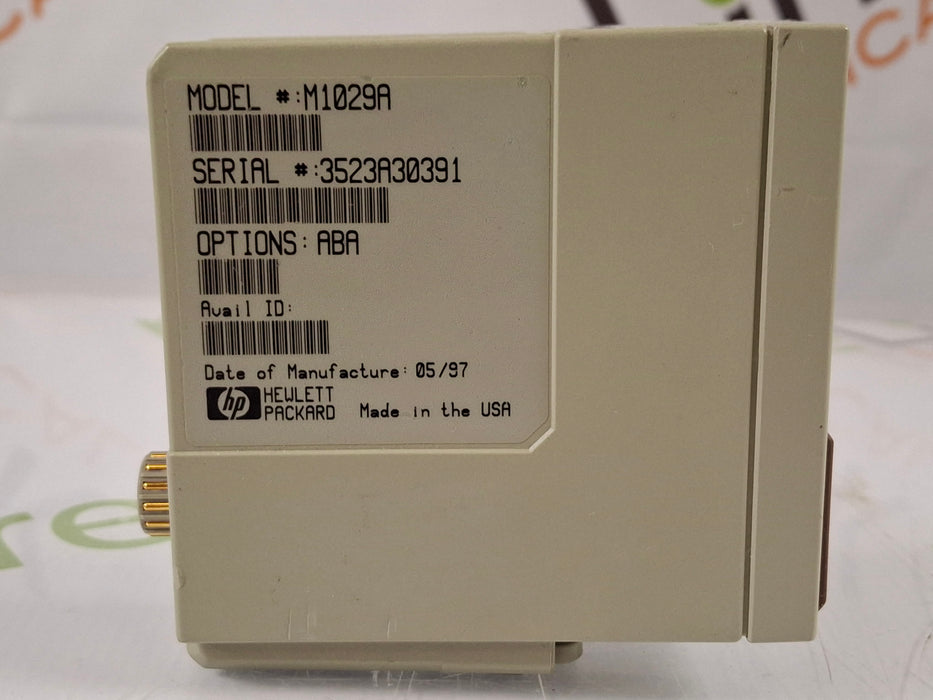 MODEL #:M1029A
SERIAL #:3523A30391
OPTIONS: ABA
Avail ID:
Date of Manufacture: 05/97
hp HEWLETT
PACKARD
Made in the USA
re